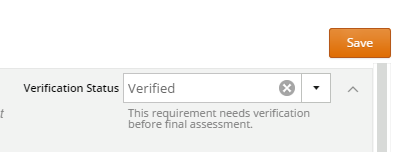 Save
Verification Status Verified
t This requirement needs verification
before final assessment.